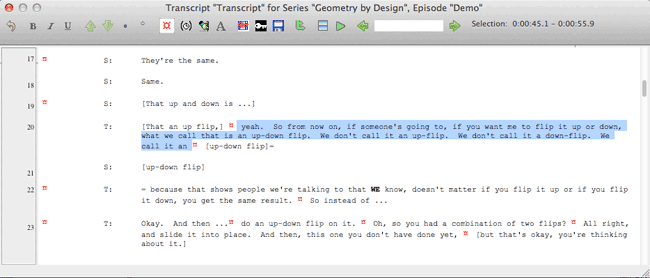 Transcript "Transcript" for Series "Geometry by Design", Episode "Demo"
B I U A Selection: 0:00:45.1 – 0:00:55.9
17 ¤ S: They're the same.
18 S: Same.
19 ¤ S: [That up and down is ...]
20 T: [That an up flip,] ¤ yeah. So from now on, if someone's going to, if you want me to flip it up or down,
what we call that is an up-down flip. We don't call it an up-flip. We don't call it a down-flip. We
call it an ¤ [up-down flip]=
21 S: [up-down flip]
22 ¤ T: = because that shows people we're talking to that WE know, doesn't matter if you flip it up or if you flip
it down, you get the same result. ¤ So instead of ...
23 ¤ T: Okay. And then ...¤ do an up-down flip on it. ¤ Oh, so you had a combination of two flips? ¤ All right,
and slide it into place. And then, this one you don't have done yet, ¤ [but that's okay, you're thinking
about it.]